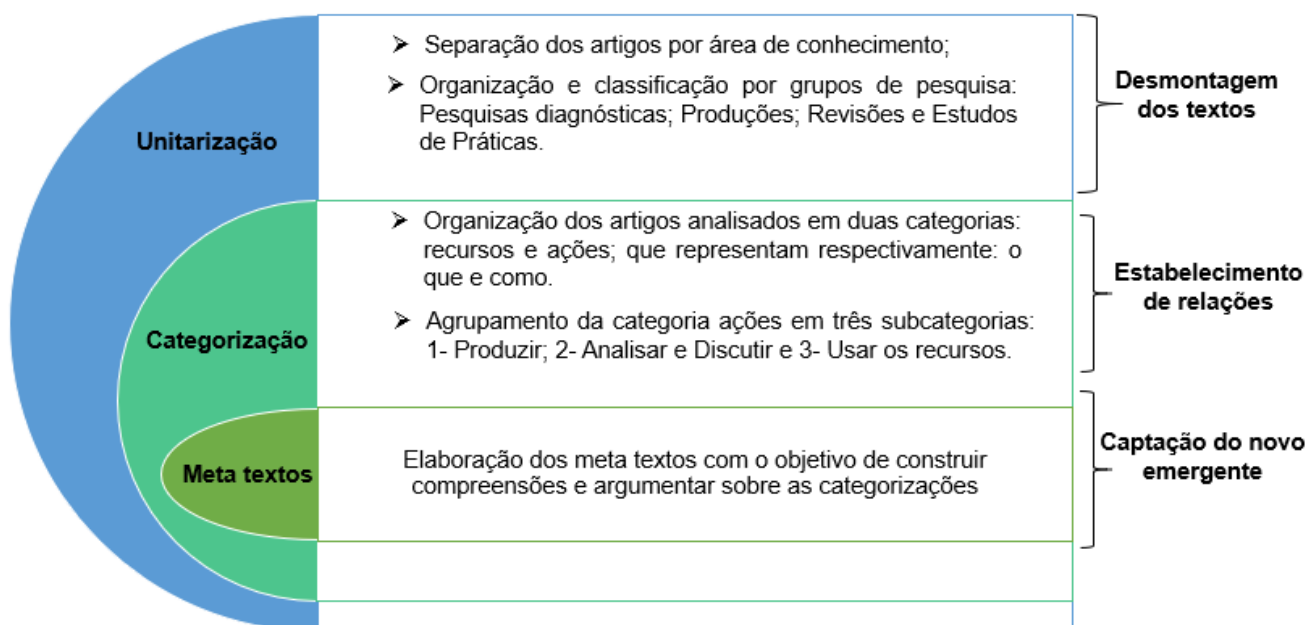 Unitarização
➤ Separação dos artigos por área de conhecimento;
➤ Organização e classificação por grupos de pesquisa:
Pesquisas diagnósticas; Produções; Revisões e Estudos
de Práticas.
Desmontagem
dos textos
Categorização
➤ Organização dos artigos analisados em duas categorias:
recursos e ações; que representam respectivamente: o
que e como.
➤ Agrupamento da categoria ações em três subcategorias:
1- Produzir; 2- Analisar e Discutir e 3- Usar os recursos.
Estabelecimento
de relações
Meta textos
Elaboração dos meta textos com o objetivo de construir
compreensões e argumentar sobre as categorizações
Captação do novo
emergente